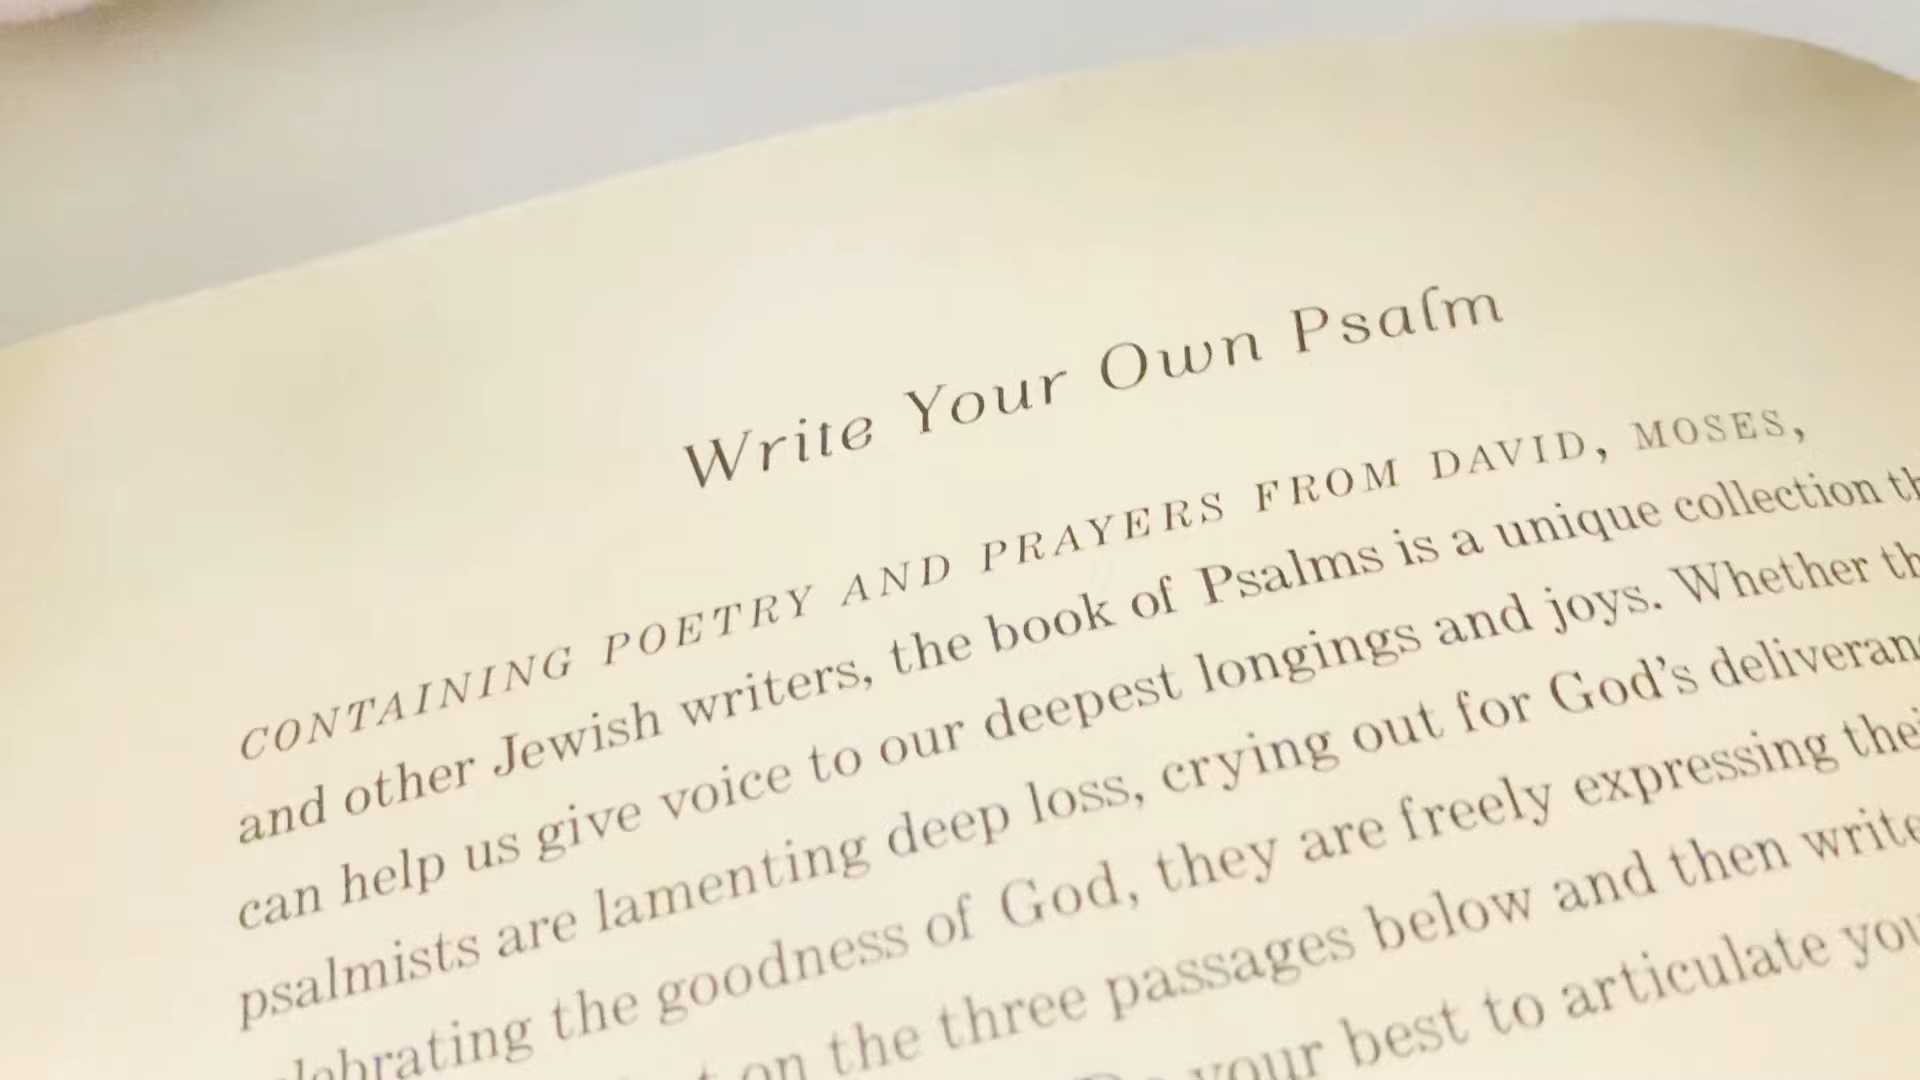 Write Your Own Psalm
CONTAINING POETRY AND PRAYERS FROM DAVID, MOSES,
and other Jewish writers, the book of Psalms is a unique collection
can help us give voice to our deepest longings and joys. Whether
psalmists are lamenting deep loss, crying out for God's
the goodness of God, they are freely expressing
on the three passages below and then write
your best to articulate